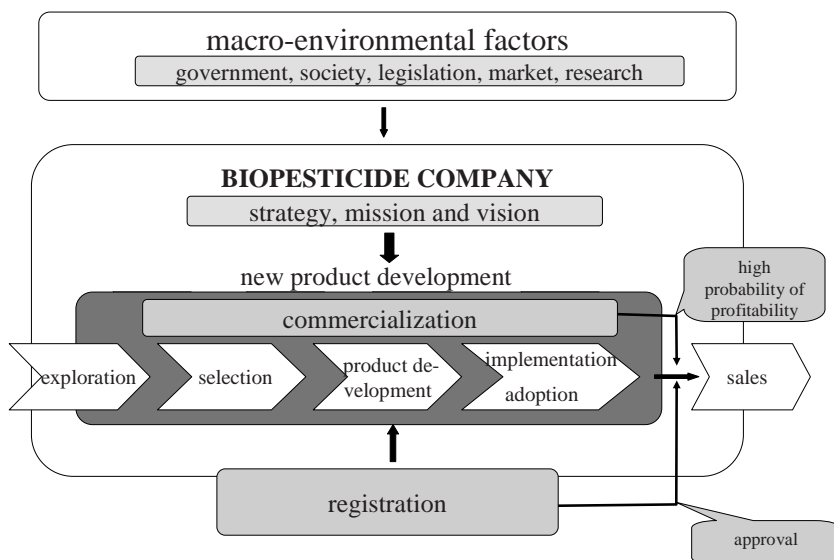 macro-environmental factors
government, society, legislation, market, research
BIOPESTICIDE COMPANY
strategy, mission and vision
new product development
high
probability of
profitability
commercialization
exploration
selection
product de-
velopment
implementation
adoption
sales
registration
approval